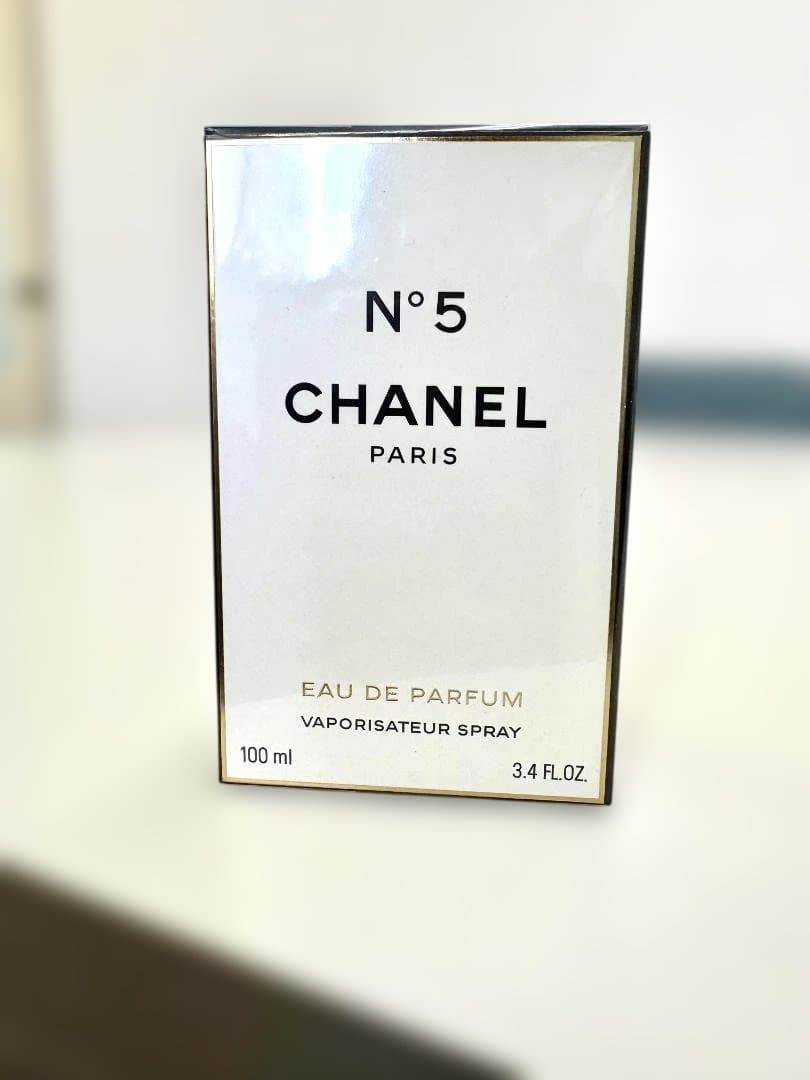 N°5
CHANEL
PARIS
EAU DE PARFUM
VAPORISATEUR SPRAY
100 ml
3.4 FL.OZ.